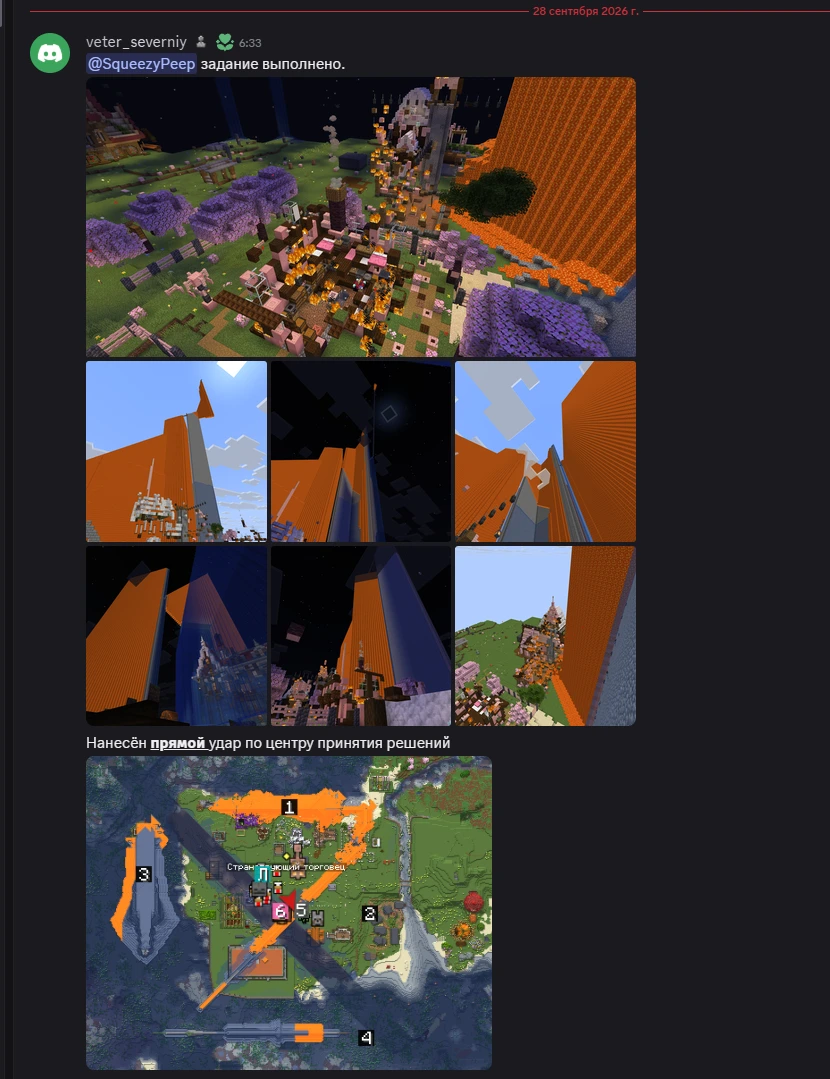 28 сентября 2026 г.
veter_severniy 6:33
@SqueezyPeep задание выполнено.
Нанесён прямой удар по центру принятия решений
1
3
Странствующий торговец
Л
6 5
2
4